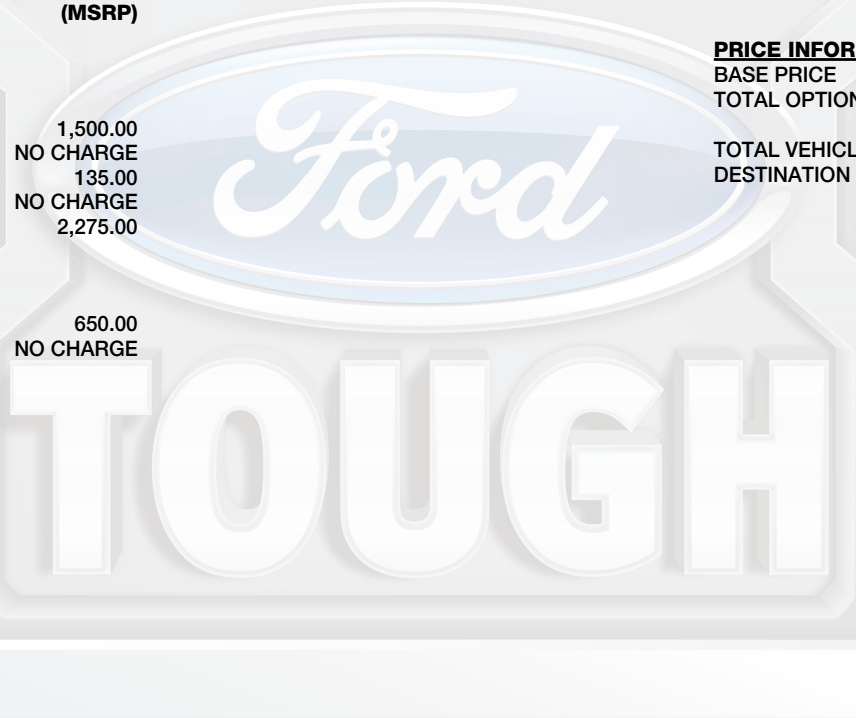 (MSRP)
1,500.00
NO CHARGE
135.00
NO CHARGE
2,275.00
650.00
NO CHARGE
PRICE INFOR
BASE PRICE
TOTAL OPTION
TOTAL VEHICL
DESTINATION
Ford
TOUGH